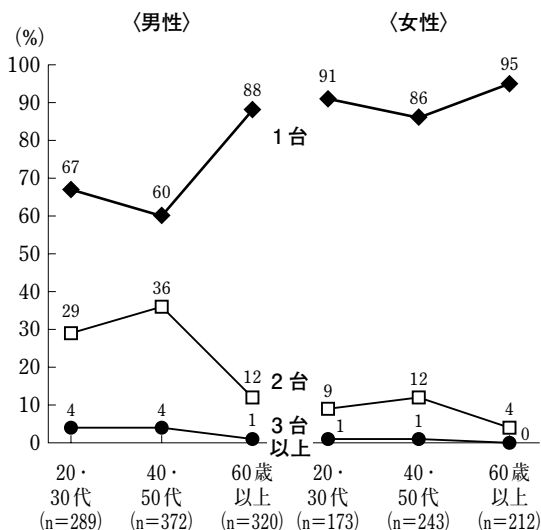 〈男性〉 〈女性〉
(%)
100
90
80
70
60
50
40
30
20
10
0
67 60 88
1台
91 86 95
29 36 12
2台
9 12 4
4 4 1
3台
以上
1 1 0
20・ 40・ 60歳 20・ 40・ 60歳
30代 50代 以上 30代 50代 以上
(n=289) (n=372) (n=320) (n=173) (n=243) (n=212)